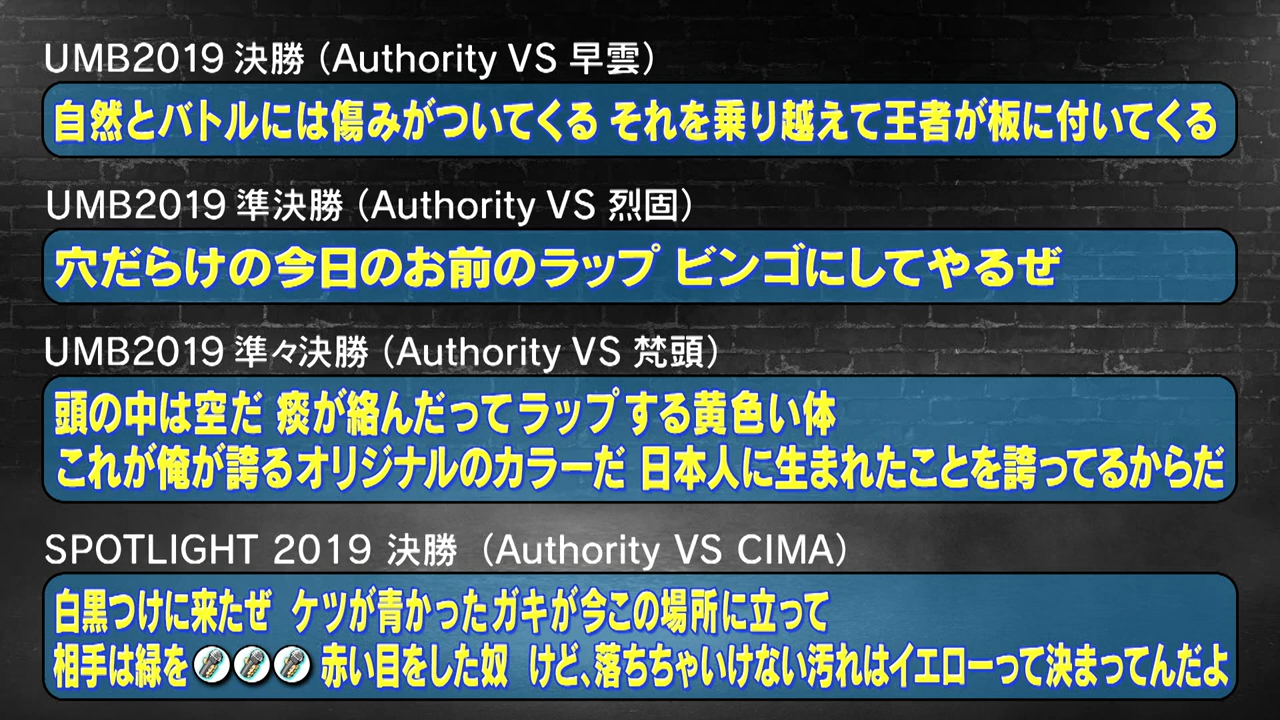 UMB2019 決勝（Authority VS 早雲）
自然とバトルには傷みがついてくる それを乗り越えて王者が板に付いてくる
UMB2019 準決勝（Authority VS 烈固）
穴だらけの今日のお前のラップ ビンゴにしてやるぜ
UMB2019 準々決勝（Authority VS 梵頭）
頭の中は空だ 痰が絡んだってラップする黄色い体
これが俺が誇るオリジナルのカラーだ 日本人に生まれたことを誇ってるからだ
SPOTLIGHT 2019 決勝（Authority VS CIMA）
白黒つけに来たぜ ケツが青かったガキが今この場所に立って
相手は緑を 赤い目をした奴 けど、落ちちゃいけない汚れはイエローって決まってんだよ